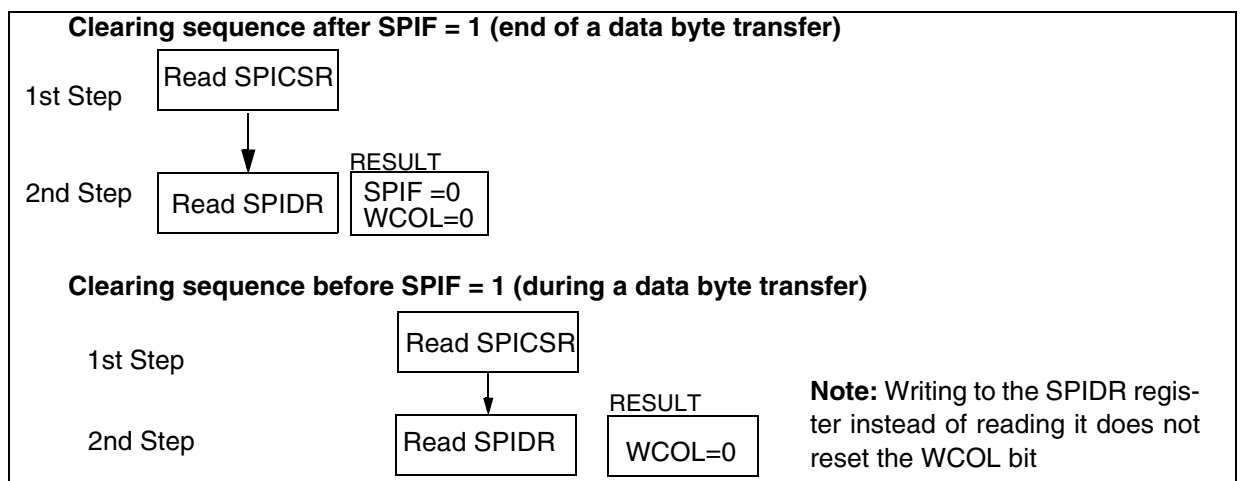 Clearing sequence after SPIF = 1 (end of a data byte transfer)
1st Step
Read SPICSR
RESULT
2nd Step
Read SPIDR
SPIF =0
WCOL=0
Clearing sequence before SPIF = 1 (during a data byte transfer)
1st Step
Read SPICSR
2nd Step
Read SPIDR
RESULT
WCOL=0
Note: Writing to the SPIDR regis-
ter instead of reading it does not
reset the WCOL bit